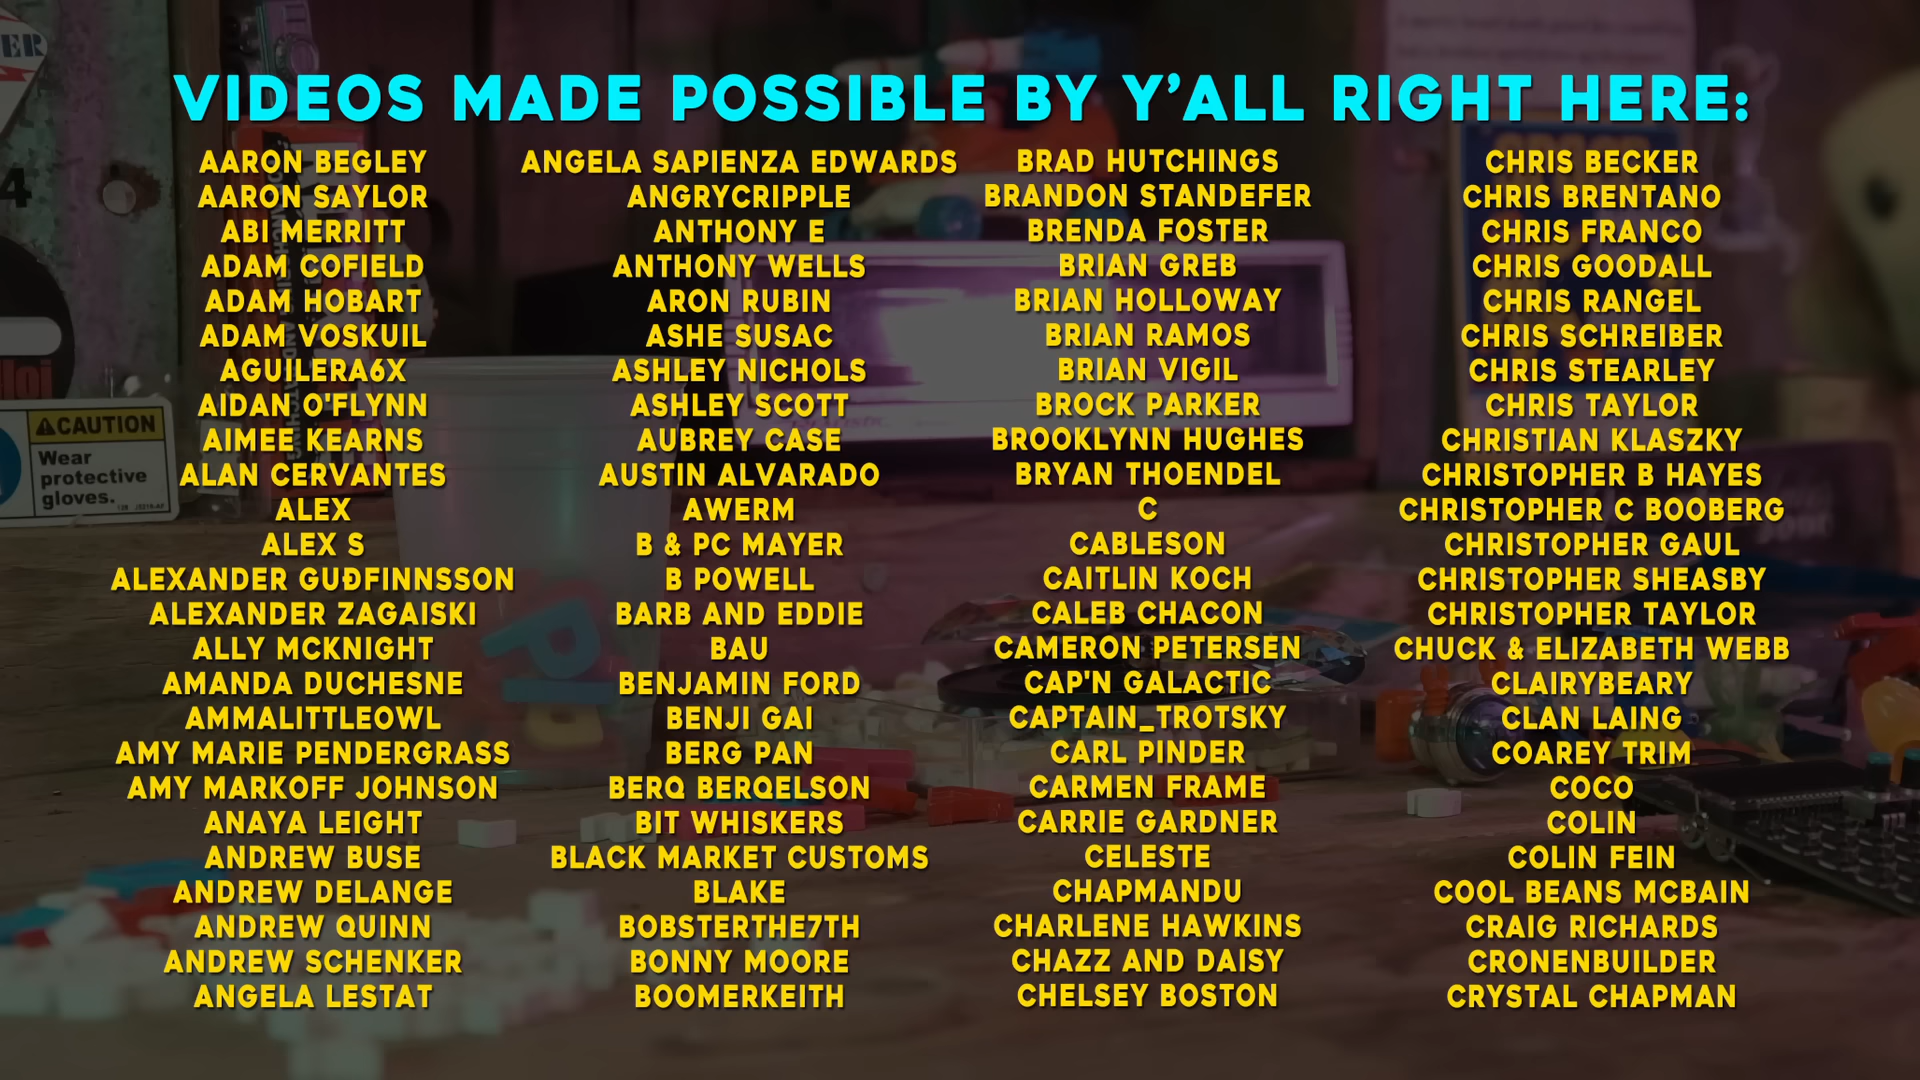 VIDEOS MADE POSSIBLE BY Y'ALL RIGHT HERE:
AARON BEGLEY
AARON SAYLOR
ABI MERRITT
ADAM COFIELD
ADAM HOBART
ADAM VOSKUIL
AGUILERA6X
AIDAN O'FLYNN
AIMEE KEARNS
ALAN CERVANTES
ALEX
ALEX S
ALEXANDER GUÐFINNSSON
ALEXANDER ZAGAISKI
ALLY MCKNIGHT
AMANDA DUCHESNE
AMMALITTLEOWL
AMY MARIE PENDERGRASS
AMY MARKOFF JOHNSON
ANAYA LEIGHT
ANDREW BUSE
ANDREW DELANGE
ANDREW QUINN
ANDREW SCHENKER
ANGELA LESTAT
ANGELA SAPIENZA EDWARDS
ANGRYCRIPPLE
ANTHONY E
ANTHONY WELLS
ARON RUBIN
ASHE SUSAC
ASHLEY NICHOLS
ASHLEY SCOTT
AUBREY CASE
AUSTIN ALVARADO
AWERM
B & PC MAYER
B POWELL
BARB AND EDDIE
BAU
BENJAMIN FORD
BENJI GAI
BERG PAN
BERQ BERQELSON
BIT WHISKERS
BLACK MARKET CUSTOMS
BLAKE
BOBSTERTHE7TH
BONNY MOORE
BOOMERKEITH
BRAD HUTCHINGS
BRANDON STANDEFER
BRENDA FOSTER
BRIAN GREB
BRIAN HOLLOWAY
BRIAN RAMOS
BRIAN VIGIL
BROCK PARKER
BROOKLYNN HUGHES
BRYAN THOENDEL
C
CABLESON
CAITLIN KOCH
CALEB CHACON
CAMERON PETERSEN
CAP'N GALACTIC
CAPTAIN_TROTSKY
CARL PINDER
CARMEN FRAME
CARRIE GARDNER
CELESTE
CHAPMANDU
CHARLENE HAWKINS
CHAZZ AND DAISY
CHELSEY BOSTON
CHRIS BECKER
CHRIS BRENTANO
CHRIS FRANCO
CHRIS GOODALL
CHRIS RANGEL
CHRIS SCHREIBER
CHRIS STEARLEY
CHRIS TAYLOR
CHRISTIAN KLASZKY
CHRISTOPHER B HAYES
CHRISTOPHER C BOOBERG
CHRISTOPHER GAUL
CHRISTOPHER SHEASBY
CHRISTOPHER TAYLOR
CHUCK & ELIZABETH WEBB
CLAIRYBEARY
CLAN LAING
COAREY TRIM
COCO
COLIN
COLIN FEIN
COOL BEANS MCBAIN
CRAIG RICHARDS
CRONENBUILDER
CRYSTAL CHAPMAN
CAUTION
Wear
protective
gloves.